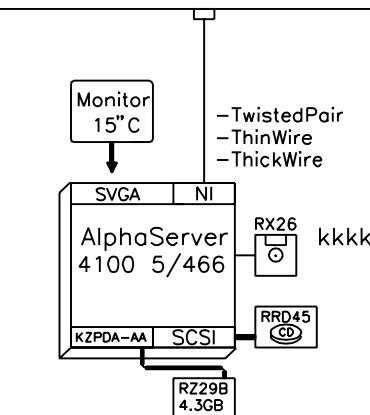 Monitor
15"C
-TwistedPair
-ThinWire
-ThickWire
SVGA
NI
RX26
kkkk
AlphaServer
4100 5/466
RRD45
CD
KZPDA-AA
SCSI
RZ29B
4.3GB